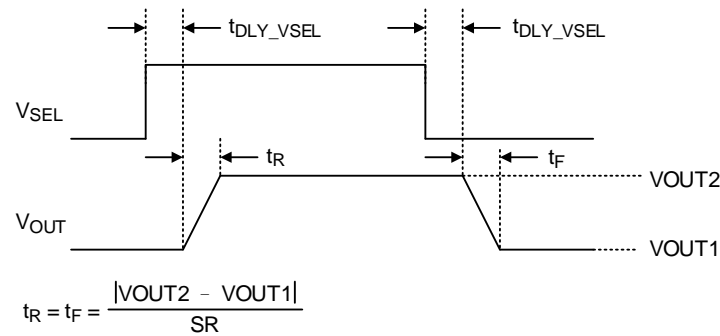 tDLY_VSEL tDLY_VSEL
VSEL
tR tF
VOUT2
VOUT
VOUT1
tR = tF = |VOUT2 - VOUT1|
SR